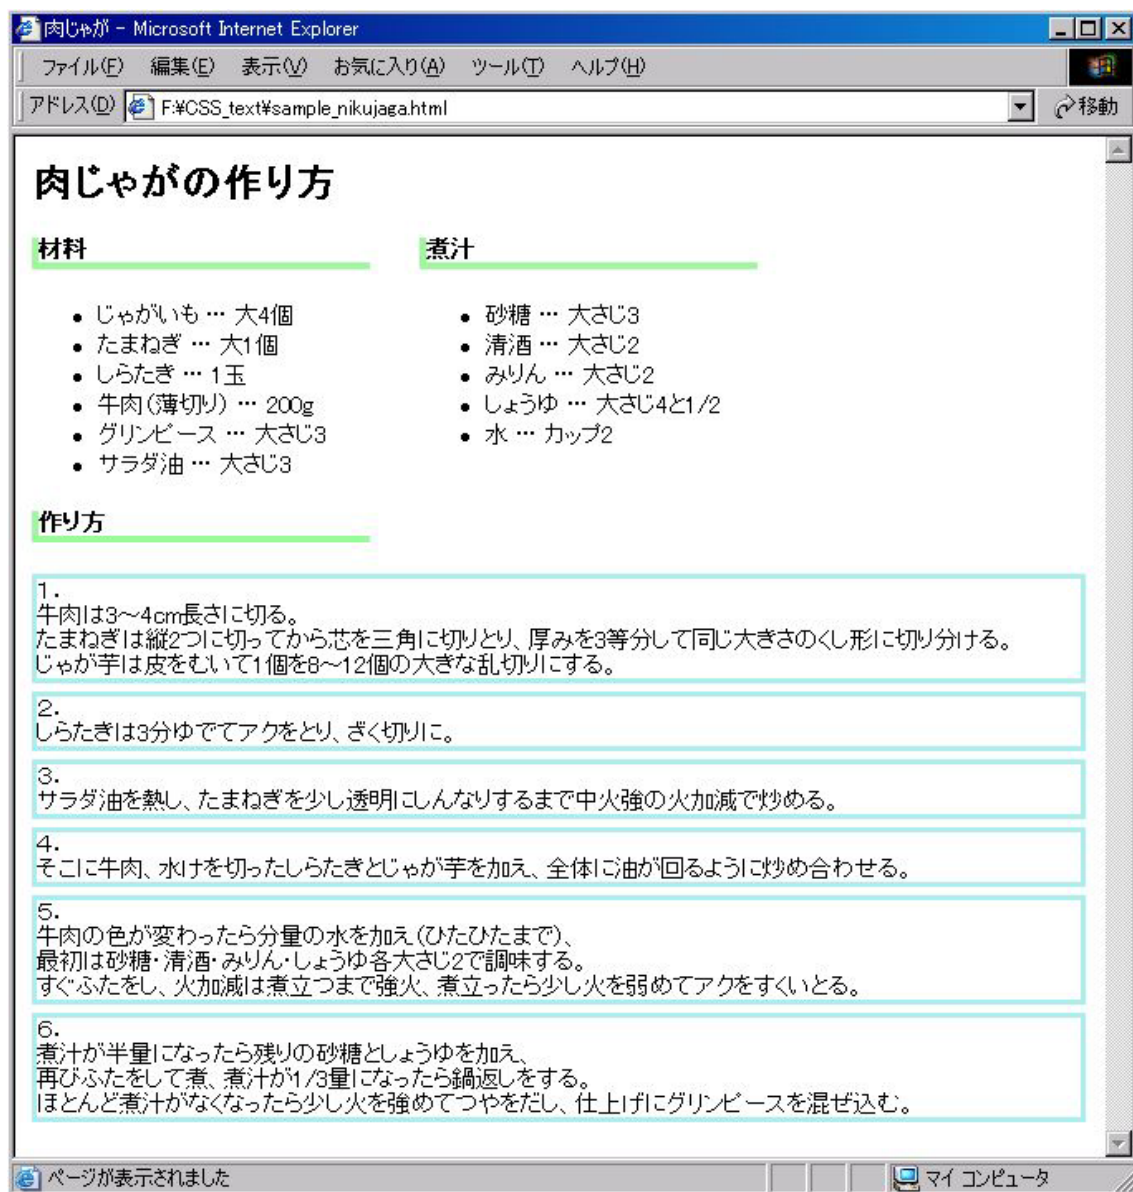 肉じゃが - Microsoft Internet Explorer
ファイル(F) 編集(E) 表示(V) お気に入り(A) ツール(T) ヘルプ(H)
アドレス(D) F:¥CSS_text¥sample_nikujaga.html 移動
肉じゃがの作り方
材料
・じゃがいも … 大4個
・たまねぎ … 大1個
・しらたき … 1玉
・牛肉(薄切り) … 200g
・グリンピース … 大さじ3
・サラダ油 … 大さじ3
煮汁
・砂糖 … 大さじ3
・清酒 … 大さじ2
・みりん … 大さじ2
・しょうゆ … 大さじ4と1/2
・水 … カップ2
作り方
1.
牛肉は3～4cm長さに切る。
たまねぎは縦2つに切ってから芯を三角に切りとり、厚みを3等分して同じ大きさのくし形に切り分ける。
じゃが芋は皮をむいて1個を8～12個の大きな乱切りにする。
2.
しらたきは3分ゆでてアクをとり、ざく切りに。
3.
サラダ油を熱し、たまねぎを少し透明にしんなりするまで中火強の火加減で炒める。
4.
そこに牛肉、水けを切ったしらたきとじゃが芋を加え、全体に油が回るように炒め合わせる。
5.
牛肉の色が変わったら分量の水を加え(ひたひたまで)、
最初は砂糖・清酒・みりん・しょうゆ各大さじ2で調味する。
すぐふたをし、火加減は煮立つまで強火、煮立ったら少し火を弱めてアクをすくいとる。
6.
煮汁が半量になったら残りの砂糖としょうゆを加え、
再びふたをして煮、煮汁が1/3量になったら鍋返しをする。
ほとんど煮汁がなくなったら少し火を強めてつやをだし、仕上げにグリンピースを混ぜ込む。
ページが表示されました マイ コンピュータ